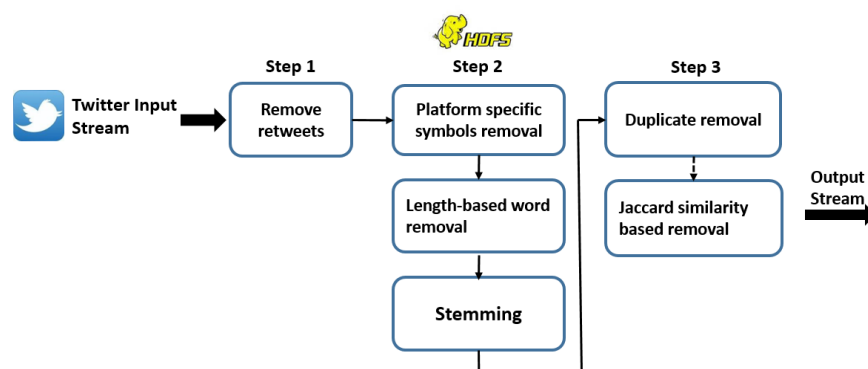 HDFS
Step 1
Step 2
Step 3
Twitter Input
Stream
Remove
retweets
Platform specific
symbols removal
Length-based word
removal
Stemming
Duplicate removal
Jaccard similarity
based removal
Output
Stream